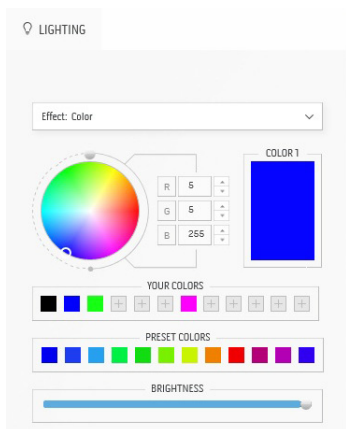 LIGHTING
Effect: Color
COLOR 1
R 5
G 5
B 255
YOUR COLORS
PRESET COLORS
BRIGHTNESS